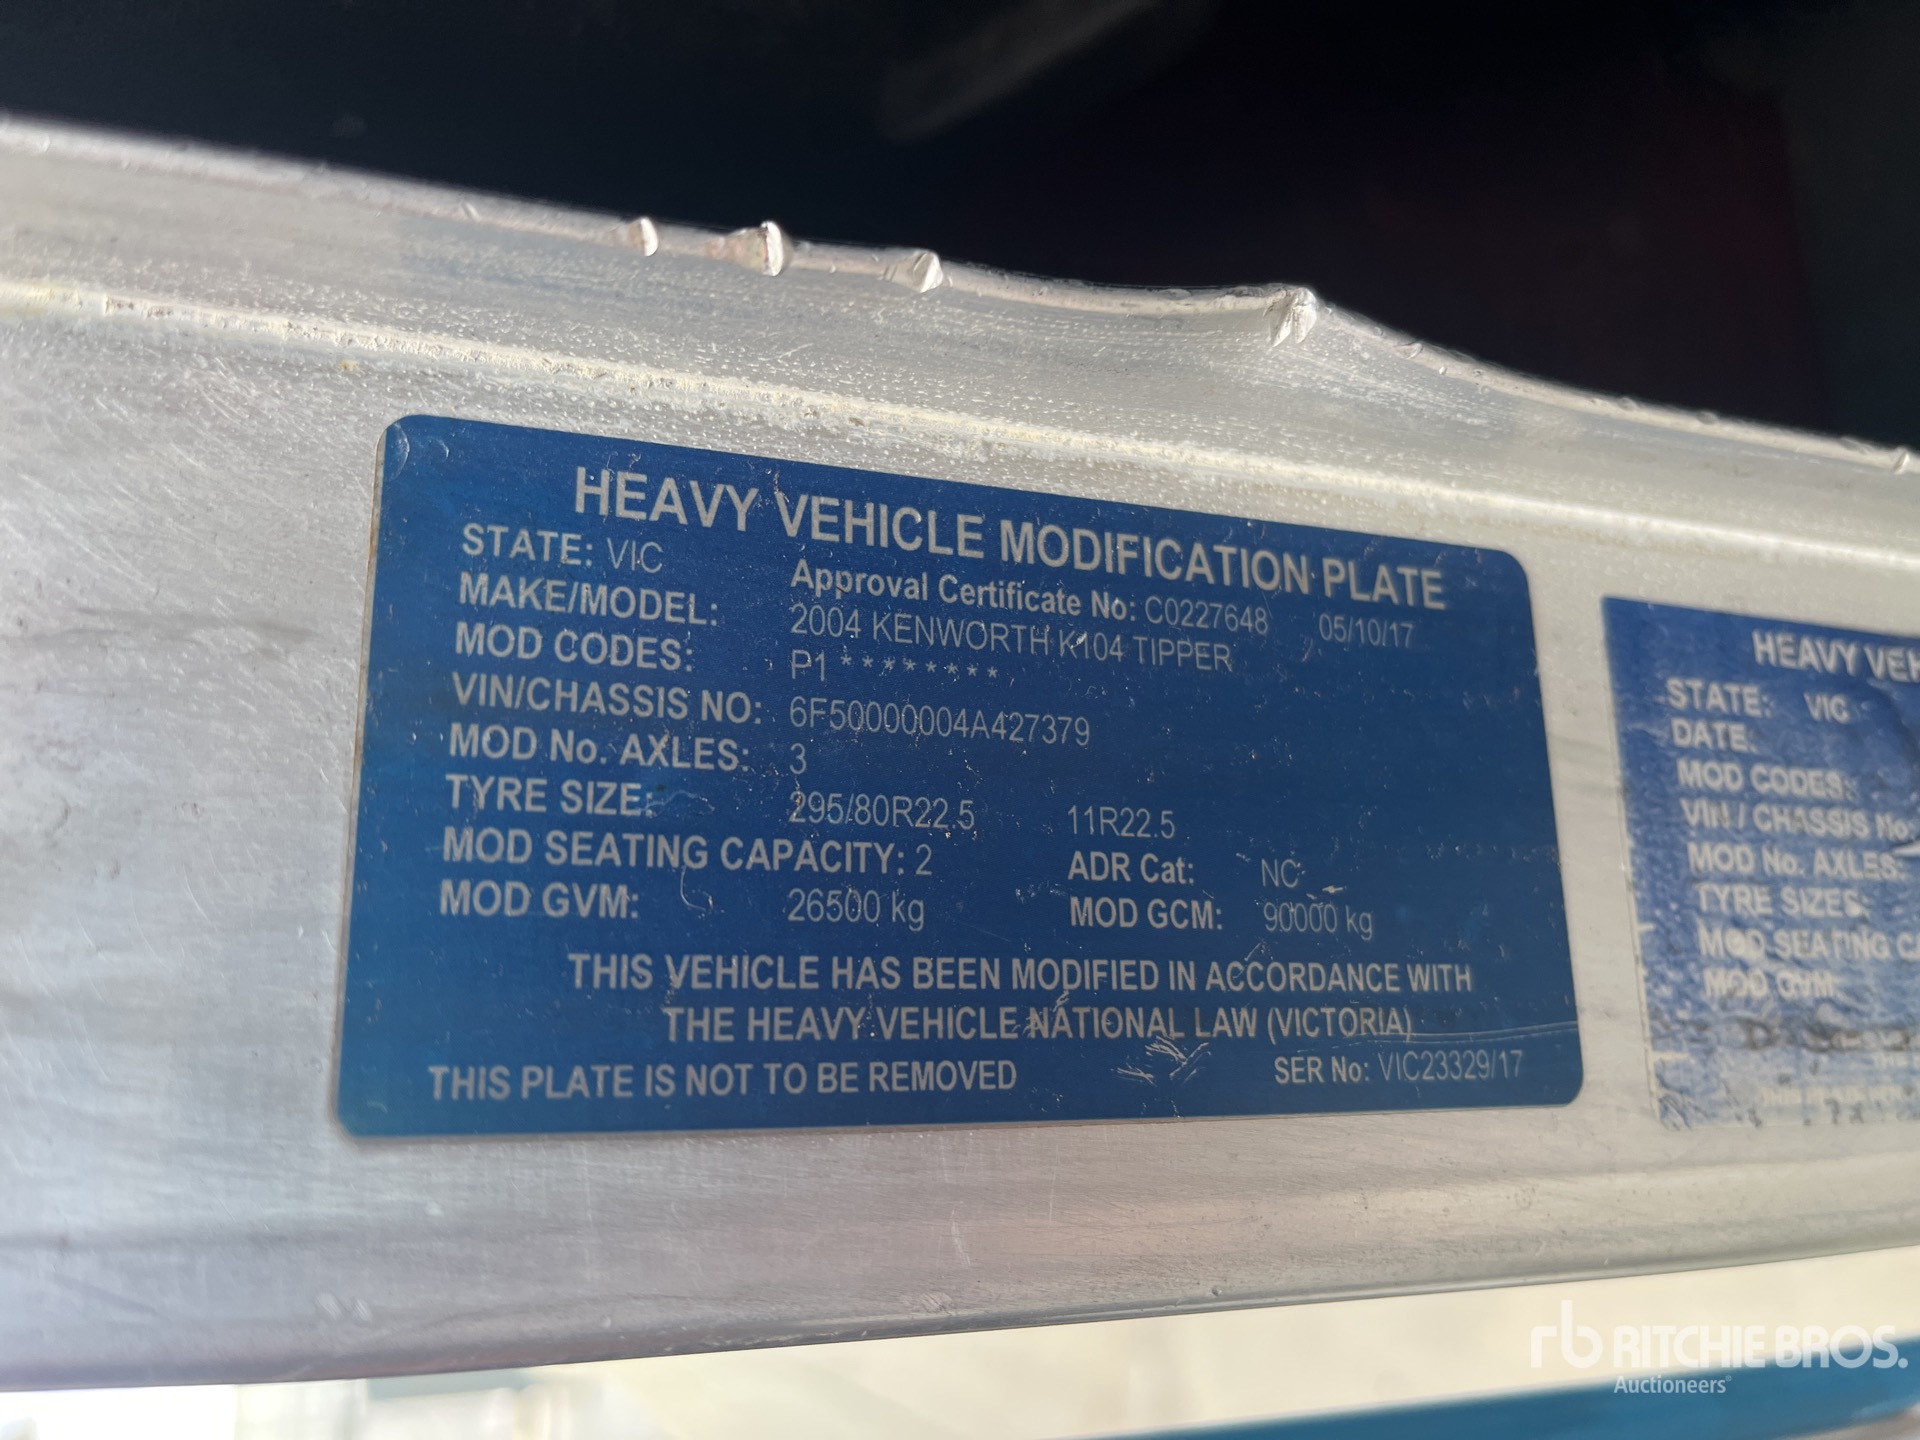 HEAVY VEHICLE MODIFICATION PLATE
STATE: VIC Approval Certificate No: C0227648 05/10/17
MAKE/MODEL: 2004 KENWORTH K104 TIPPER
MOD CODES: P1 * * * * * * * *
VIN/CHASSIS NO: 6F50000004A427379
MOD No. AXLES: 3
TYRE SIZE: 295/80R22.5 11R22.5
MOD SEATING CAPACITY: 2 ADR Cat: NC
MOD GVM: 26500 kg MOD GCM: 90000 kg
THIS VEHICLE HAS BEEN MODIFIED IN ACCORDANCE WITH
THE HEAVY VEHICLE NATIONAL LAW (VICTORIA)
THIS PLATE IS NOT TO BE REMOVED SER No: VIC23329/17
HEAVY VEH
STATE: VIC
DATE:
MOD CODES:
VIN / CHASSIS No:
MOD No. AXLES:
TYRE SIZES:
MOD SEATING C
MOD GVM:
rb RITCHIE BROS.
Auctioneers